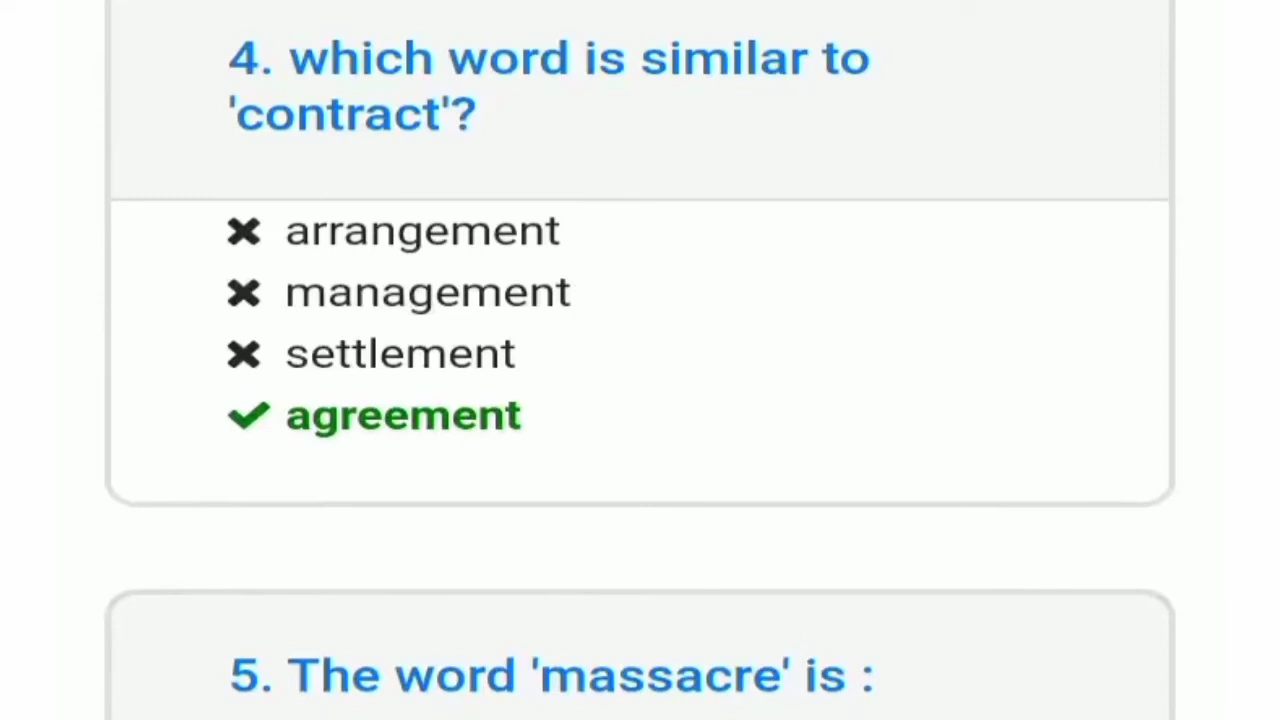 4. which word is similar to
'contract'?
✖ arrangement
✖ management
✖ settlement
✔ agreement
5. The word 'massacre' is :